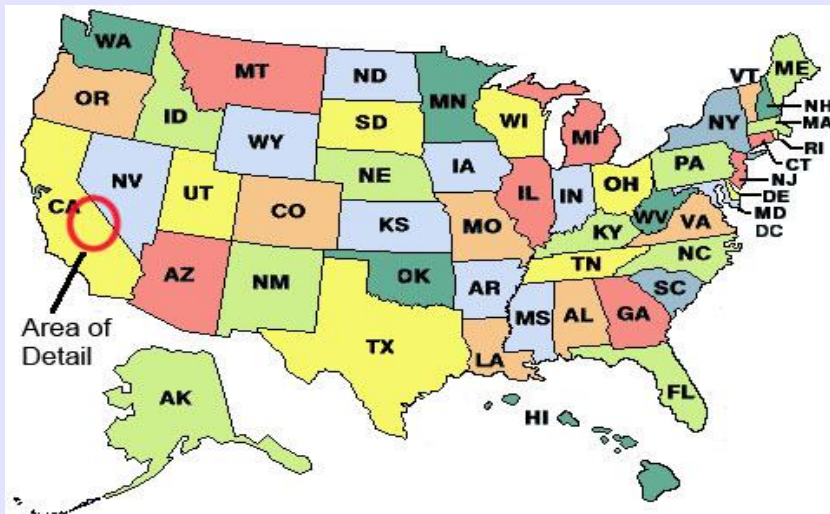 WA
MT
ND
MN
VT
ME
OR
ID
SD
WI
MI
NY
NH
MA
WY
RI
CT
IA
PA
NJ
NE
NV
UT
CA
CO
IL
IN
OH
DE
MD
DC
WV
VA
KS
MO
KY
NC
TN
AZ
NM
OK
AR
SC
MS
AL
GA
Area of
Detail
TX
LA
AK
FL
HI